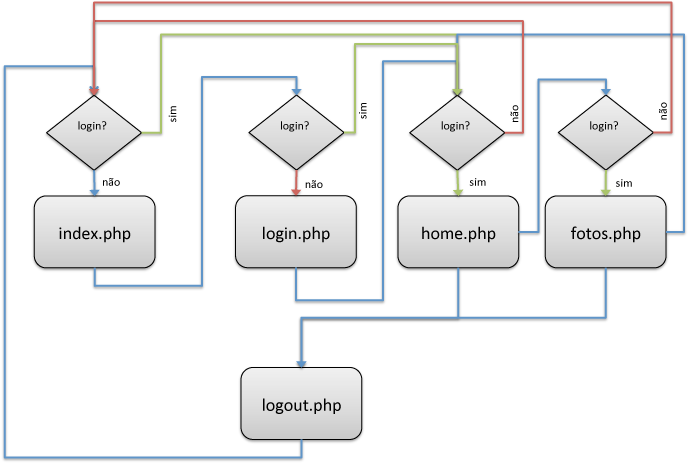 login?
sim
não
index.php
login?
sim
não
login.php
login?
não
sim
home.php
login?
não
sim
fotos.php
logout.php